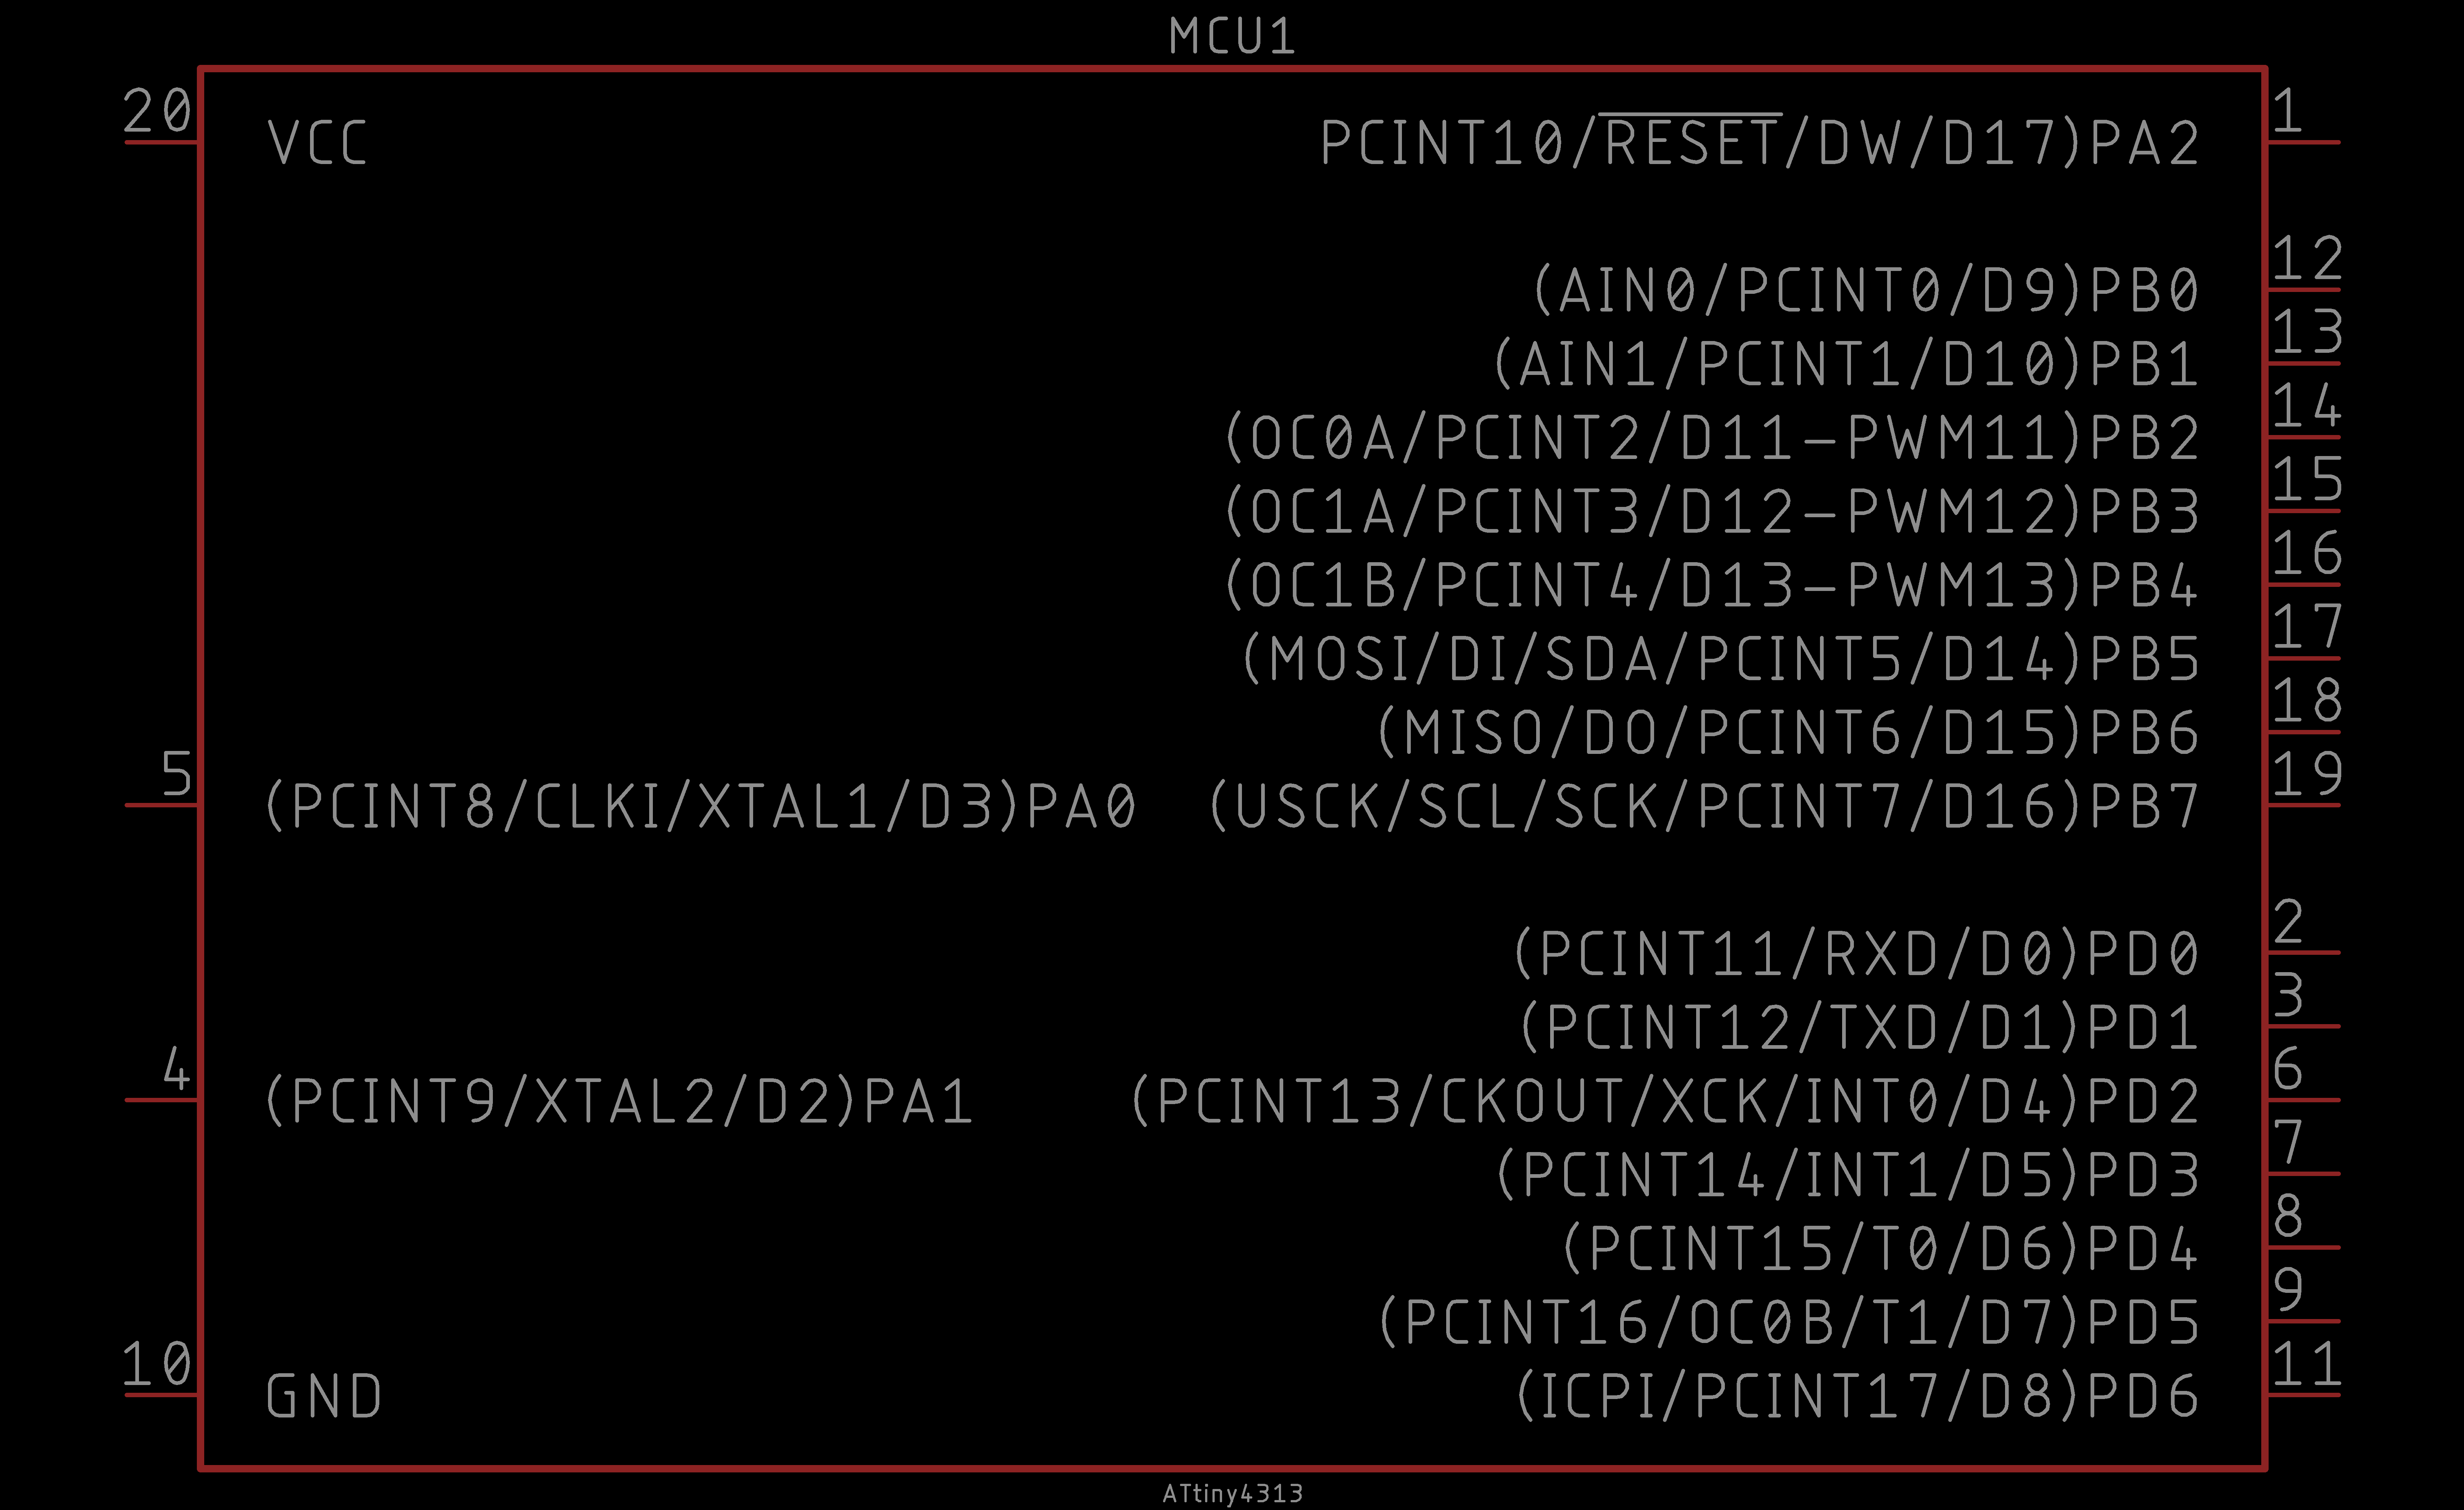 MCU1
20 VCC PCINT10/RESET/DW/D17)PA2 1
(AIN0/PCINT0/D9)PB0 12
(AIN1/PCINT1/D10)PB1 13
(OC0A/PCINT2/D11-PWM11)PB2 14
(OC1A/PCINT3/D12-PWM12)PB3 15
(OC1B/PCINT4/D13-PWM13)PB4 16
(MOSI/DI/SDA/PCINT5/D14)PB5 17
(MISO/DO/PCINT6/D15)PB6 18
5 (PCINT8/CLKI/XTAL1/D3)PA0 (USCK/SCL/SCK/PCINT7/D16)PB7 19
(PCINT11/RXD/D0)PD0 2
(PCINT12/TXD/D1)PD1 3
4 (PCINT9/XTAL2/D2)PA1 (PCINT13/CKOUT/XCK/INT0/D4)PD2 6
(PCINT14/INT1/D5)PD3 7
(PCINT15/T0/D6)PD4 8
(PCINT16/OC0B/T1/D7)PD5 9
10 GND (ICPI/PCINT17/D8)PD6 11
ATtiny4313